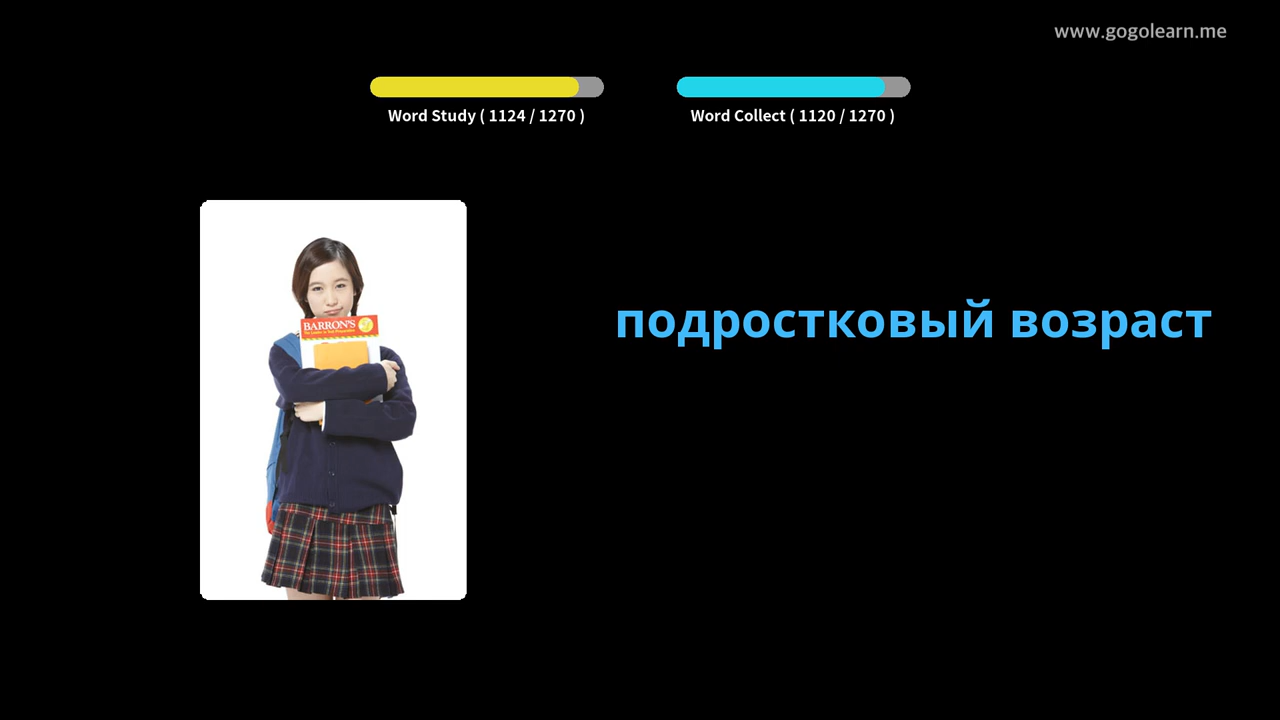 www.gogolearn.me
Word Study ( 1124 / 1270 )
Word Collect ( 1120 / 1270 )
BARRON'S
подростковый возраст